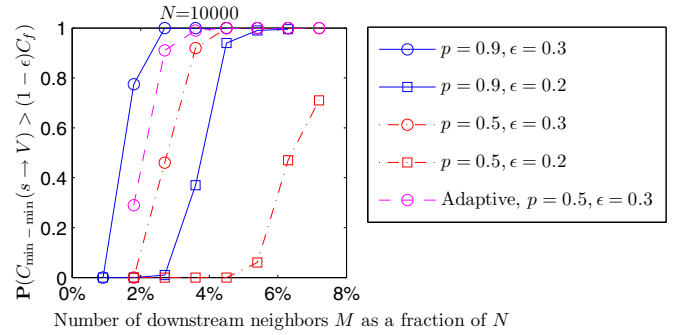 N=10000
P(C_{min−min}(s → V) > (1 − ϵ)C_f)
1
0.8
0.6
0.4
0.2
0
0%
2%
4%
6%
8%
Number of downstream neighbors M as a fraction of N
p = 0.9, ϵ = 0.3
p = 0.9, ϵ = 0.2
p = 0.5, ϵ = 0.3
p = 0.5, ϵ = 0.2
Adaptive, p = 0.5, ϵ = 0.3